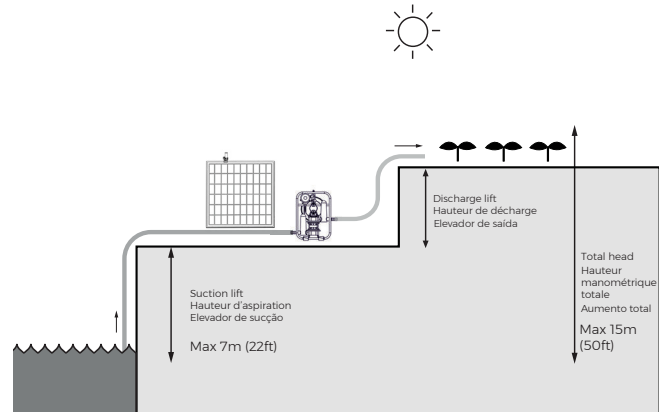 Discharge lift
Hauteur de décharge
Elevador de saída
Suction lift
Hauteur d'aspiration
Elevador de sucção
Max 7m (22ft)
Total head
Hauteur
manométrique
totale
Aumento total
Max 15m
(50ft)